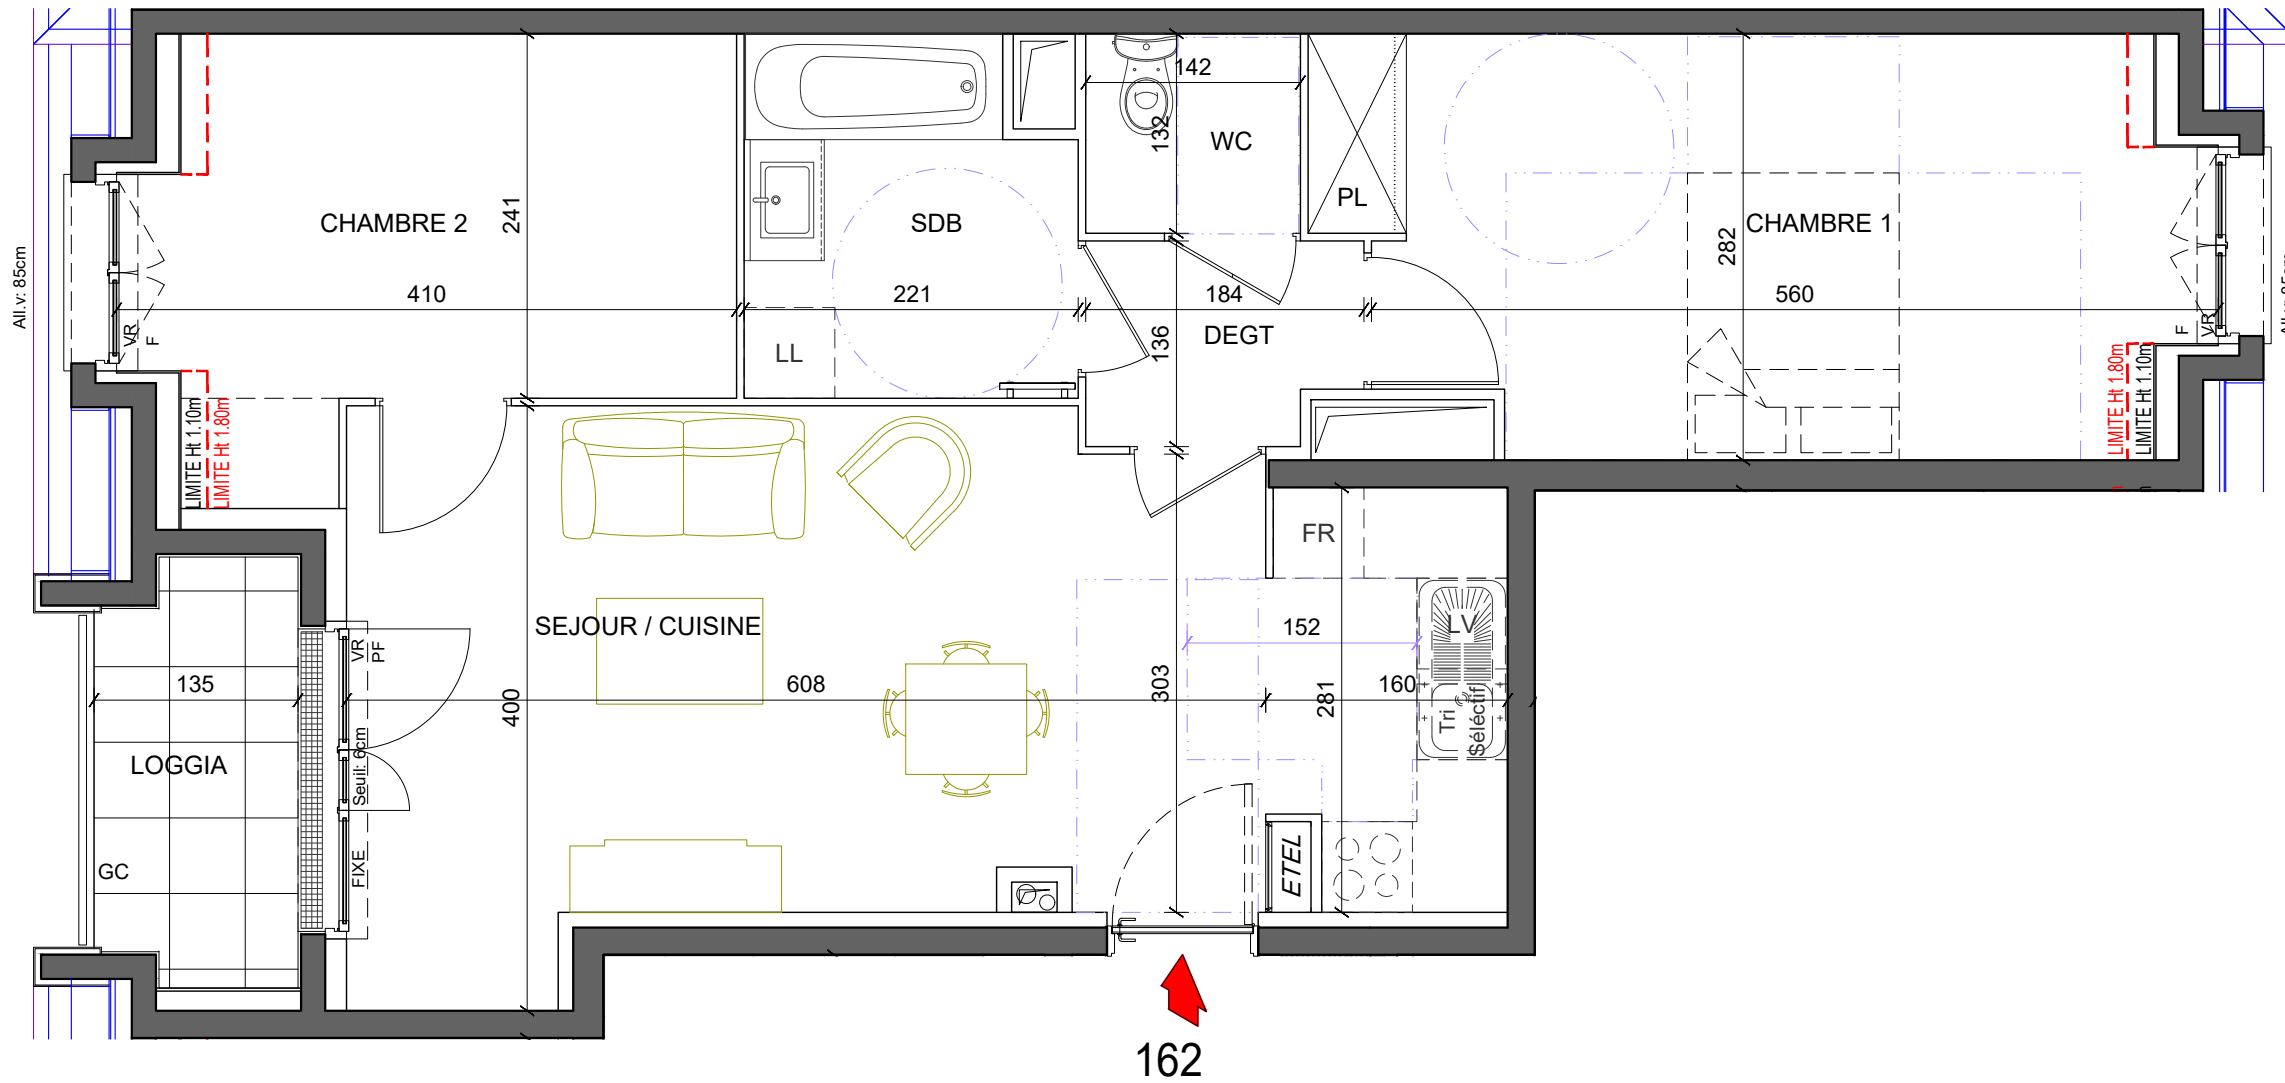 142
132
WC
PL
CHAMBRE 2
241
SDB
CHAMBRE 1
282
All.v: 85cm
410
221
184
560
VR
F
LL
136
DEGT
F
VR
LIMITE Ht 1.10m
LIMITE Ht 1.80m
LIMITE Ht 1.80m
LIMITE Ht 1.10m
FR
SEJOUR / CUISINE
152
LV
VR
PF
135
400
608
303
281
160
Tri
Séléctif
LOGGIA
Seuil: 6cm
GC
FIXE
ETEL
162